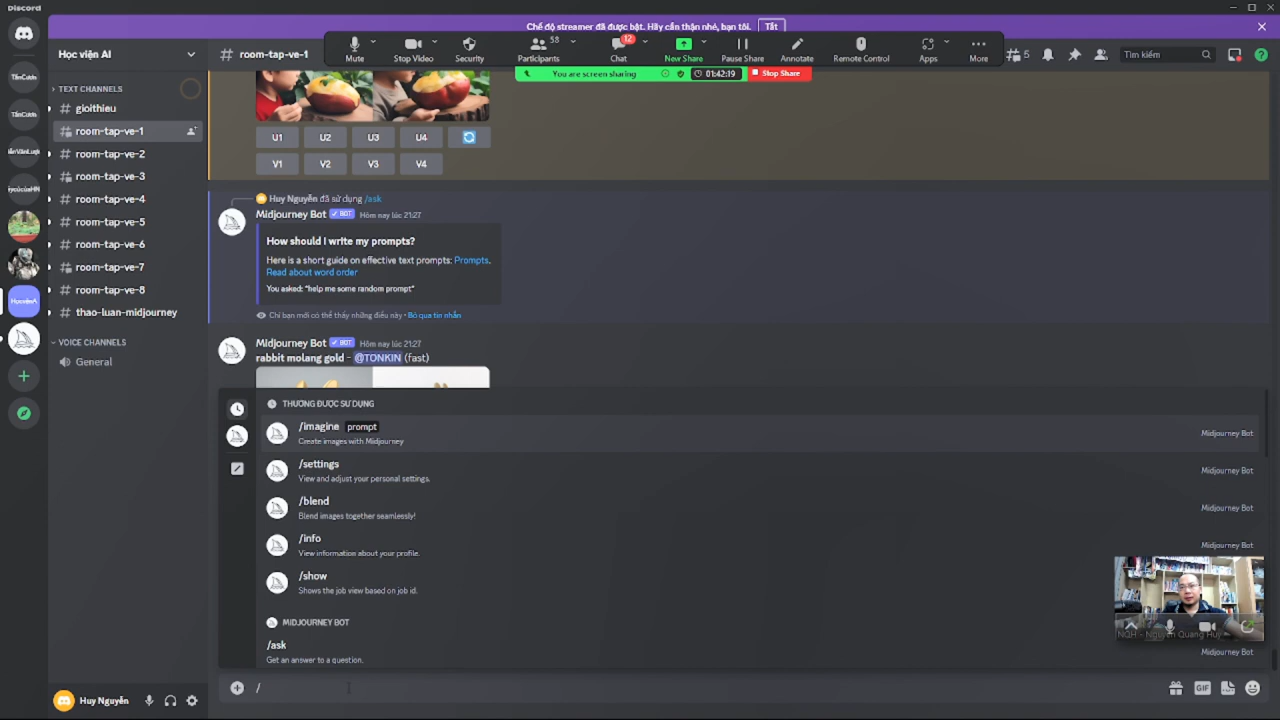 Discord
Chế độ streamer đã được bật. Hãy cẩn thận nhé, bạn tôi.
Tắt
Học viện AI
room-tap-ve-1
Mute
Stop Video
Security
58
Participants
12
Chat
New Share
Pause Share
Annotate
Remote Control
Apps
More
5
Tìm kiếm
You are screen sharing
01:42:19
Stop Share
TEXT CHANNELS
gioithieu
room-tap-ve-1
room-tap-ve-2
room-tap-ve-3
room-tap-ve-4
room-tap-ve-5
room-tap-ve-6
room-tap-ve-7
room-tap-ve-8
thao-luan-midjourney
VOICE CHANNELS
General
U1 U2 U3 U4
V1 V2 V3 V4
Huy Nguyễn đã sử dụng /ask
Midjourney Bot BOT Hôm nay lúc 21:27
How should I write my prompts?
Here is a short guide on effective text prompts: Prompts.
Read about word order
You asked: "help me some random prompt"
Chỉ bạn mới có thể thấy những điều này • Bỏ qua tin nhắn
Midjourney Bot BOT Hôm nay lúc 21:27
rabbit molang gold - @TONKIN (fast)
THƯỜNG ĐƯỢC SỬ DỤNG
/imagine prompt
Create images with Midjourney
Midjourney Bot
/settings
View and adjust your personal settings.
Midjourney Bot
/blend
Blend images together seamlessly!
Midjourney Bot
/info
View information about your profile.
Midjourney Bot
/show
Shows the job view based on job id.
MIDJOURNEY BOT
/ask
Get an answer to a question.
Midjourney Bot
NQH - Nguyen Quang Huy
/
GIF
Huy Nguyễn